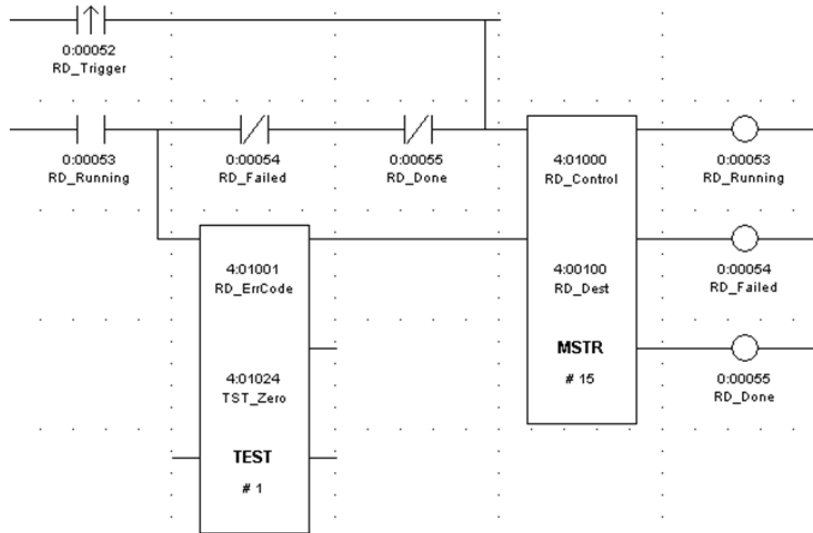 0:00052
RD_Trigger
0:00053
RD_Running
0:00054
RD_Failed
0:00055
RD_Done
4:01000
RD_Control
0:00053
RD_Running
4:01001
RD_ErrCode
4:00100
RD_Dest
0:00054
RD_Failed
4:01024
TST_Zero
MSTR
# 15
0:00055
RD_Done
TEST
# 1